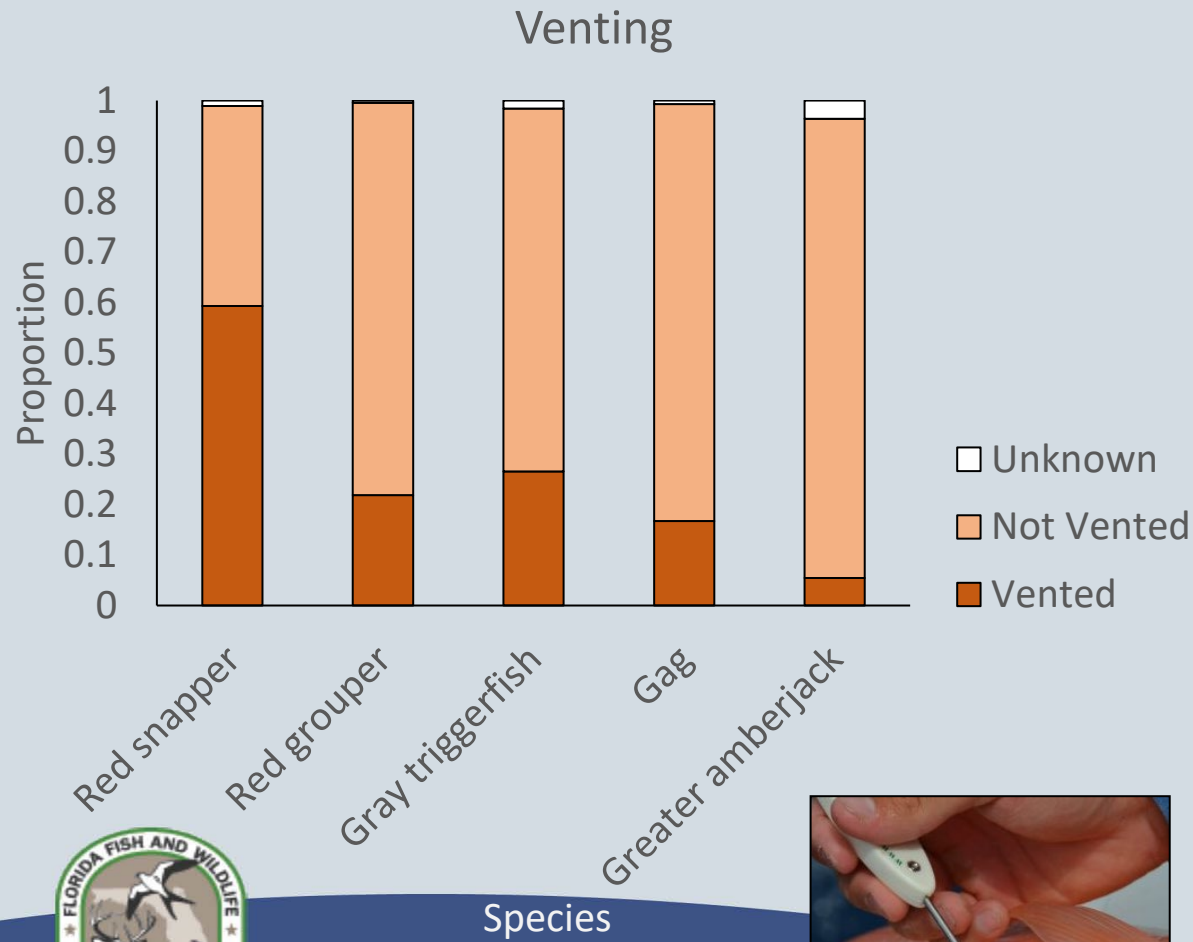 Venting
Proportion
1
0.9
0.8
0.7
0.6
0.5
0.4
0.3
0.2
0.1
0
Red snapper
Red grouper
Gray triggerfish
Gag
Greater amberjack
Unknown
Not Vented
Vented
Species
FLORIDA FISH AND WILDLIFE